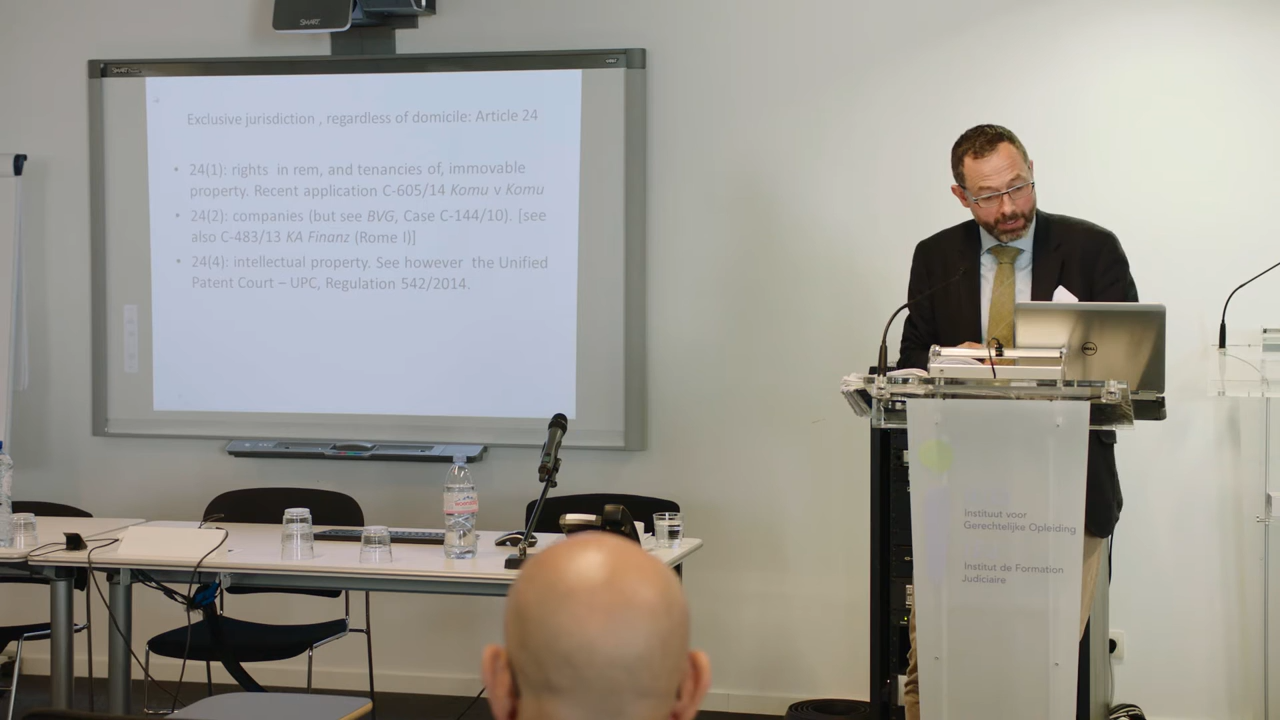 SMART
SMART
Exclusive jurisdiction , regardless of domicile: Article 24
• 24(1): rights in rem, and tenancies of, immovable
property. Recent application C-605/14 Komu v Komu
• 24(2): companies (but see BVG, Case C-144/10). [see
also C-483/13 KA Finanz (Rome I)]
• 24(4): intellectual property. See however the Unified
Patent Court – UPC, Regulation 542/2014.
DELL
Instituut voor
Gerechtelijke Opleiding
Institut de Formation
Judiciaire